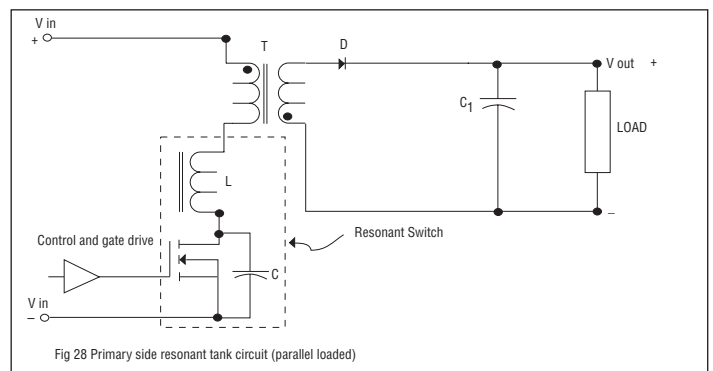 V in
+
T
D
V out +
C1
LOAD
L
–
Control and gate drive
Resonant Switch
C
V in
–
Fig 28 Primary side resonant tank circuit (parallel loaded)